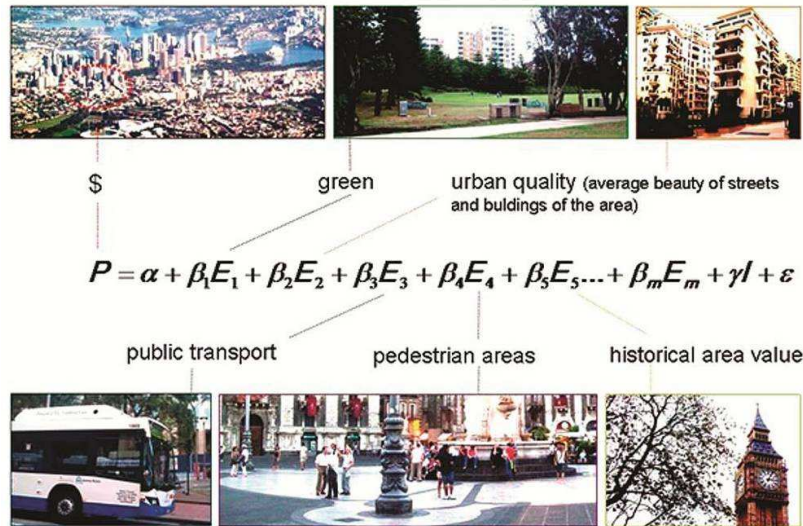 $
green
urban quality (average beauty of streets
and buldings of the area)
P = α + β₁E₁ + β₂E₂ + β₃E₃ + β₄E₄ + β₅E₅... + βₘEₘ + γI + ε
public transport
pedestrian areas
historical area value